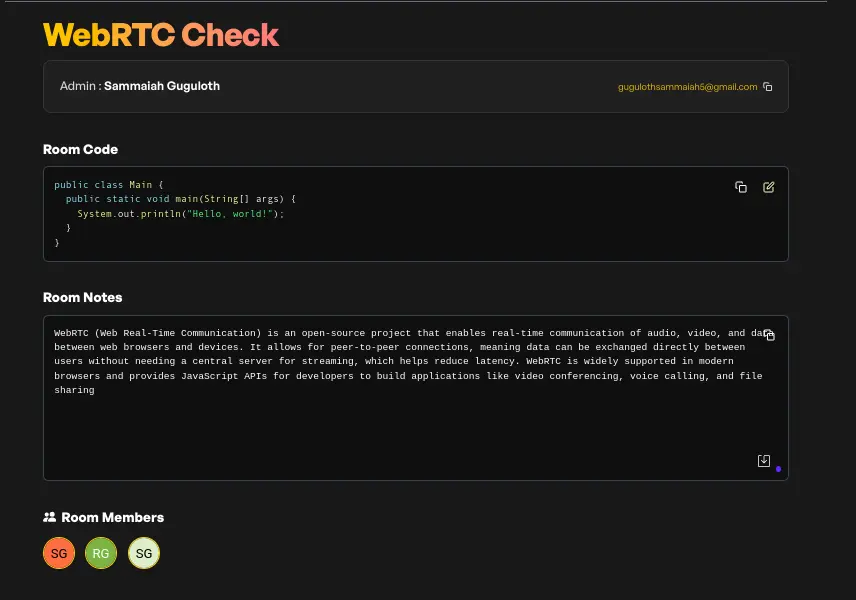 WebRTC Check
Admin : Sammaiah Guguloth
gugulothsammaiah5@gmail.com
Room Code
public class Main {
  public static void main(String[] args) {
    System.out.println("Hello, world!");
  }
}
Room Notes
WebRTC (Web Real-Time Communication) is an open-source project that enables real-time communication of audio, video, and data
between web browsers and devices. It allows for peer-to-peer connections, meaning data can be exchanged directly between
users without needing a central server for streaming, which helps reduce latency. WebRTC is widely supported in modern
browsers and provides JavaScript APIs for developers to build applications like video conferencing, voice calling, and file
sharing
Room Members
SG RG SG